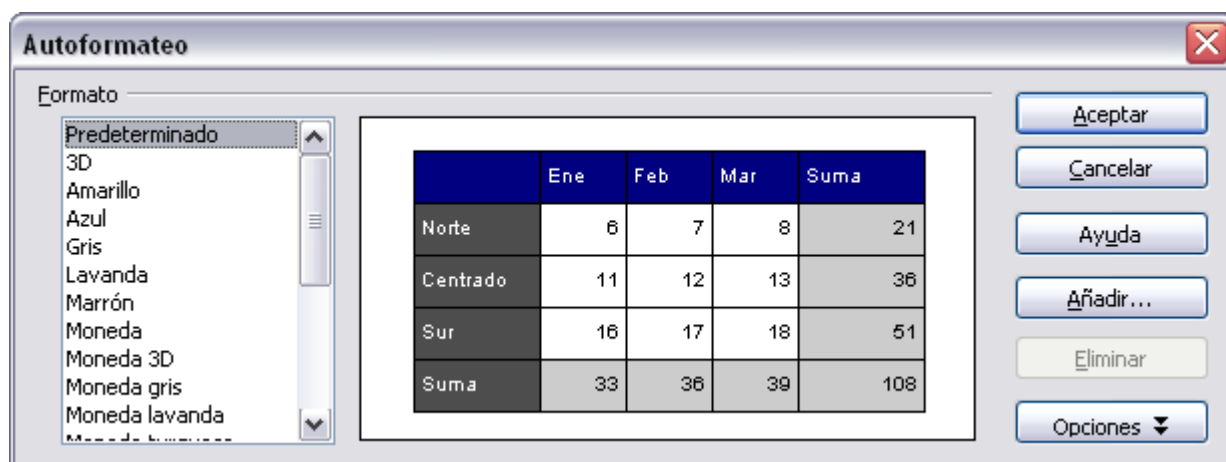 Autoformateo
Formato
Predeterminado
3D
Amarillo
Azul
Gris
Lavanda
Marrón
Moneda
Moneda 3D
Moneda gris
Moneda lavanda
Ene Feb Mar Suma
Norte 6 7 8 21
Centrado 11 12 13 36
Sur 16 17 18 51
Suma 33 36 39 108
Aceptar
Cancelar
Ayuda
Añadir...
Eliminar
Opciones